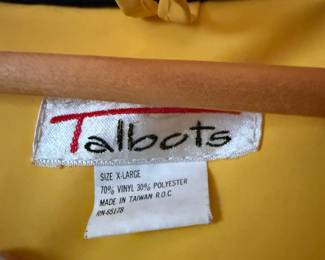 Talbots
SIZE X-LARGE
70% VINYL 30% POLYESTER
MADE IN TAIWAN R.O.C.
RN 65178